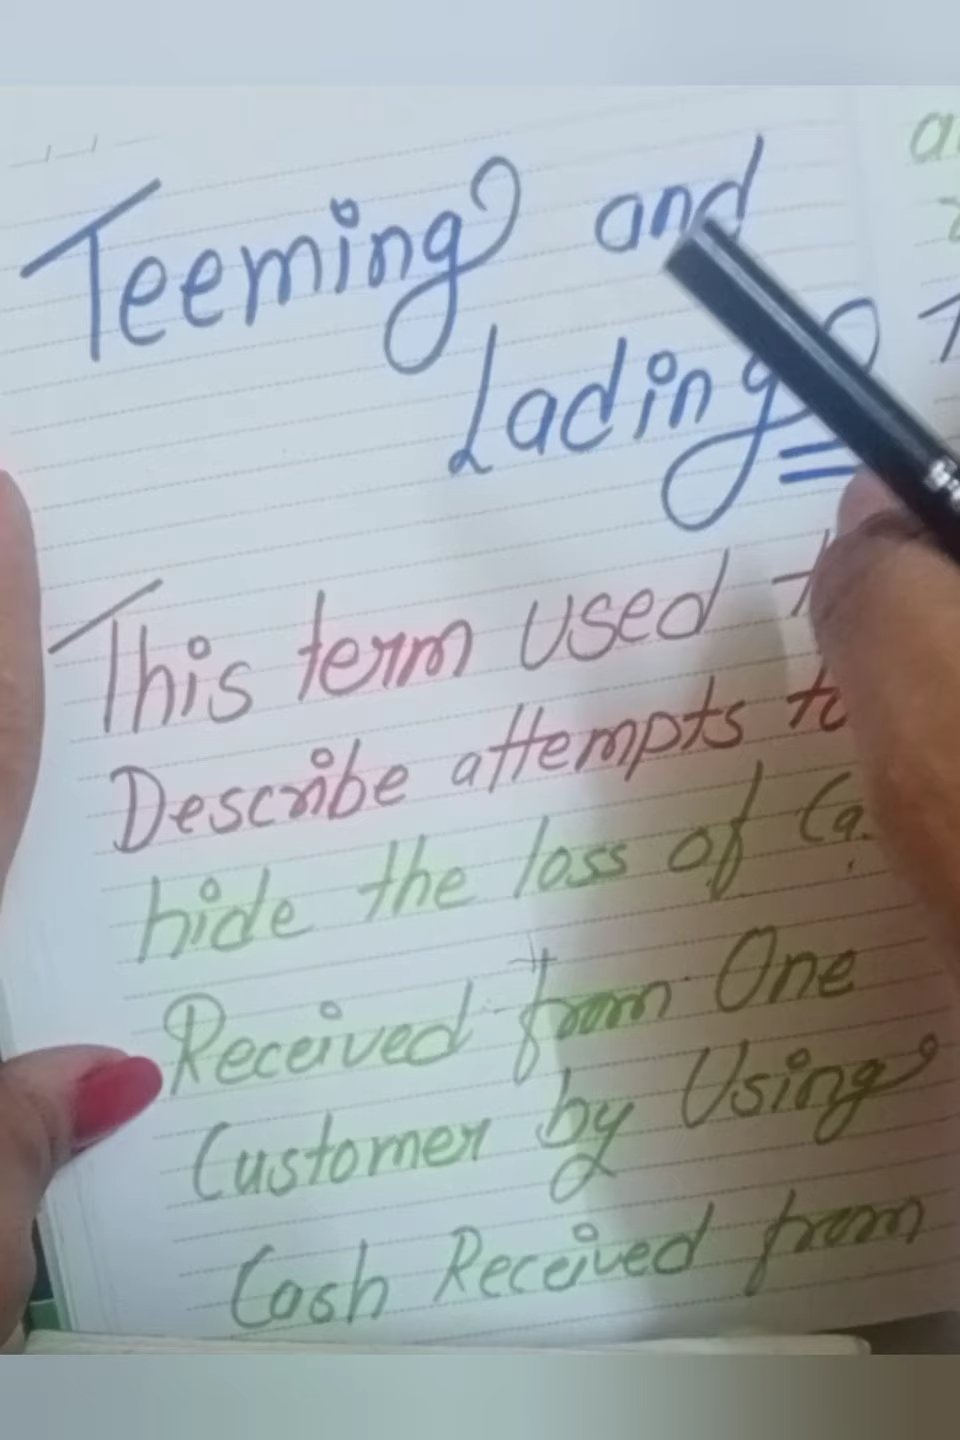 Teeming and
Lading
This term used
Describe attempts to
hide the loss of
Received from One
Customer by Using
Cash Received from